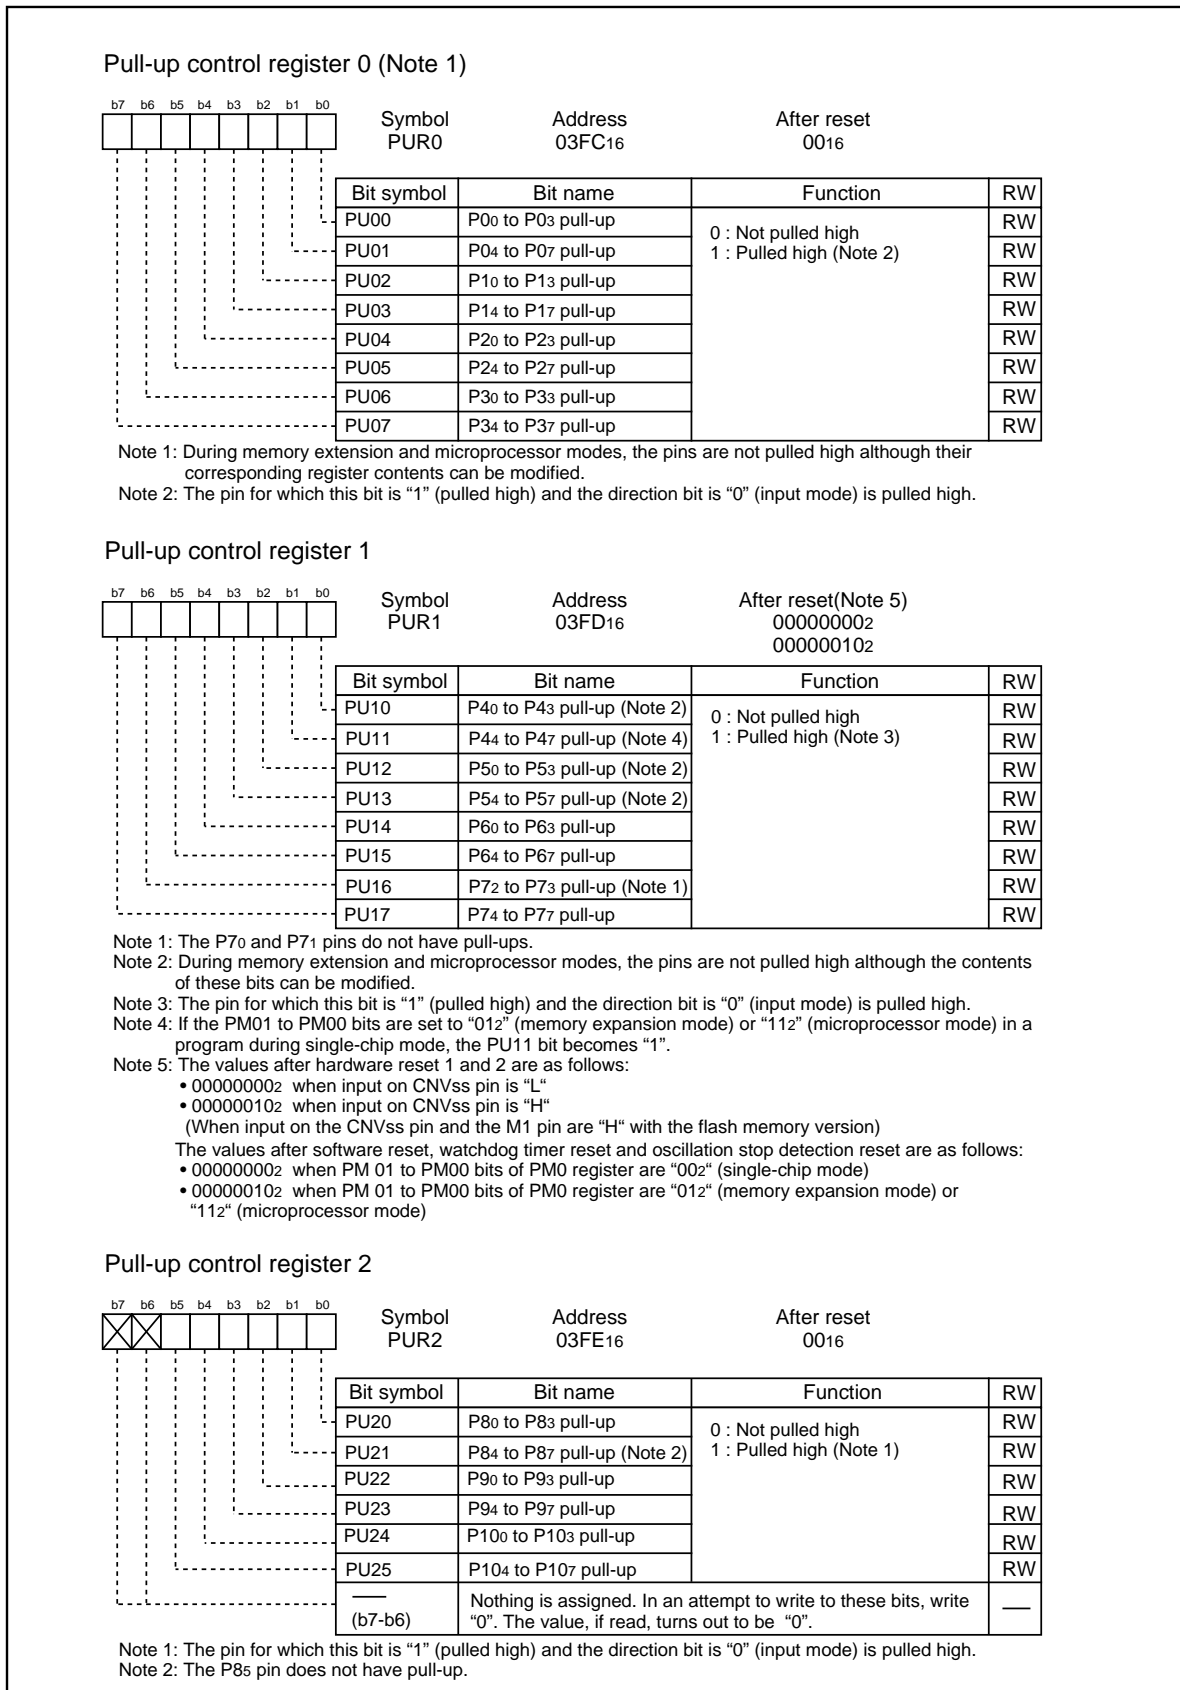 Pull-up control register 0 (Note 1)
b7 b6 b5 b4 b3 b2 b1 b0
Symbol Address After reset
PUR0 03FC16 0016
Bit symbol Bit name Function RW
PU00 P00 to P03 pull-up 0 : Not pulled high RW
PU01 P04 to P07 pull-up 1 : Pulled high (Note 2) RW
PU02 P10 to P13 pull-up RW
PU03 P14 to P17 pull-up RW
PU04 P20 to P23 pull-up RW
PU05 P24 to P27 pull-up RW
PU06 P30 to P33 pull-up RW
PU07 P34 to P37 pull-up RW
Note 1: During memory extension and microprocessor modes, the pins are not pulled high although their
corresponding register contents can be modified.
Note 2: The pin for which this bit is “1” (pulled high) and the direction bit is “0” (input mode) is pulled high.
Pull-up control register 1
b7 b6 b5 b4 b3 b2 b1 b0
Symbol Address After reset(Note 5)
PUR1 03FD16 000000002
000000102
Bit symbol Bit name Function RW
PU10 P40 to P43 pull-up (Note 2) 0 : Not pulled high RW
PU11 P44 to P47 pull-up (Note 4) 1 : Pulled high (Note 3) RW
PU12 P50 to P53 pull-up (Note 2) RW
PU13 P54 to P57 pull-up (Note 2) RW
PU14 P60 to P63 pull-up RW
PU15 P64 to P67 pull-up RW
PU16 P72 to P73 pull-up (Note 1) RW
PU17 P74 to P77 pull-up RW
Note 1: The P70 and P71 pins do not have pull-ups.
Note 2: During memory extension and microprocessor modes, the pins are not pulled high although the contents
of these bits can be modified.
Note 3: The pin for which this bit is “1” (pulled high) and the direction bit is “0” (input mode) is pulled high.
Note 4: If the PM01 to PM00 bits are set to “012” (memory expansion mode) or “112” (microprocessor mode) in a
program during single-chip mode, the PU11 bit becomes “1”.
Note 5: The values after hardware reset 1 and 2 are as follows:
• 000000002 when input on CNVss pin is “L“
• 000000102 when input on CNVss pin is “H“
(When input on the CNVss pin and the M1 pin are “H“ with the flash memory version)
The values after software reset, watchdog timer reset and oscillation stop detection reset are as follows:
• 000000002 when PM 01 to PM00 bits of PM0 register are “002“ (single-chip mode)
• 000000102 when PM 01 to PM00 bits of PM0 register are “012“ (memory expansion mode) or
“112“ (microprocessor mode)
Pull-up control register 2
b7 b6 b5 b4 b3 b2 b1 b0
Symbol Address After reset
PUR2 03FE16 0016
Bit symbol Bit name Function RW
PU20 P80 to P83 pull-up 0 : Not pulled high RW
PU21 P84 to P87 pull-up (Note 2) 1 : Pulled high (Note 1) RW
PU22 P90 to P93 pull-up RW
PU23 P94 to P97 pull-up RW
PU24 P100 to P103 pull-up RW
PU25 P104 to P107 pull-up RW
— Nothing is assigned. In an attempt to write to these bits, write —
(b7-b6) “0”. The value, if read, turns out to be “0”.
Note 1: The pin for which this bit is “1” (pulled high) and the direction bit is “0” (input mode) is pulled high.
Note 2: The P85 pin does not have pull-up.